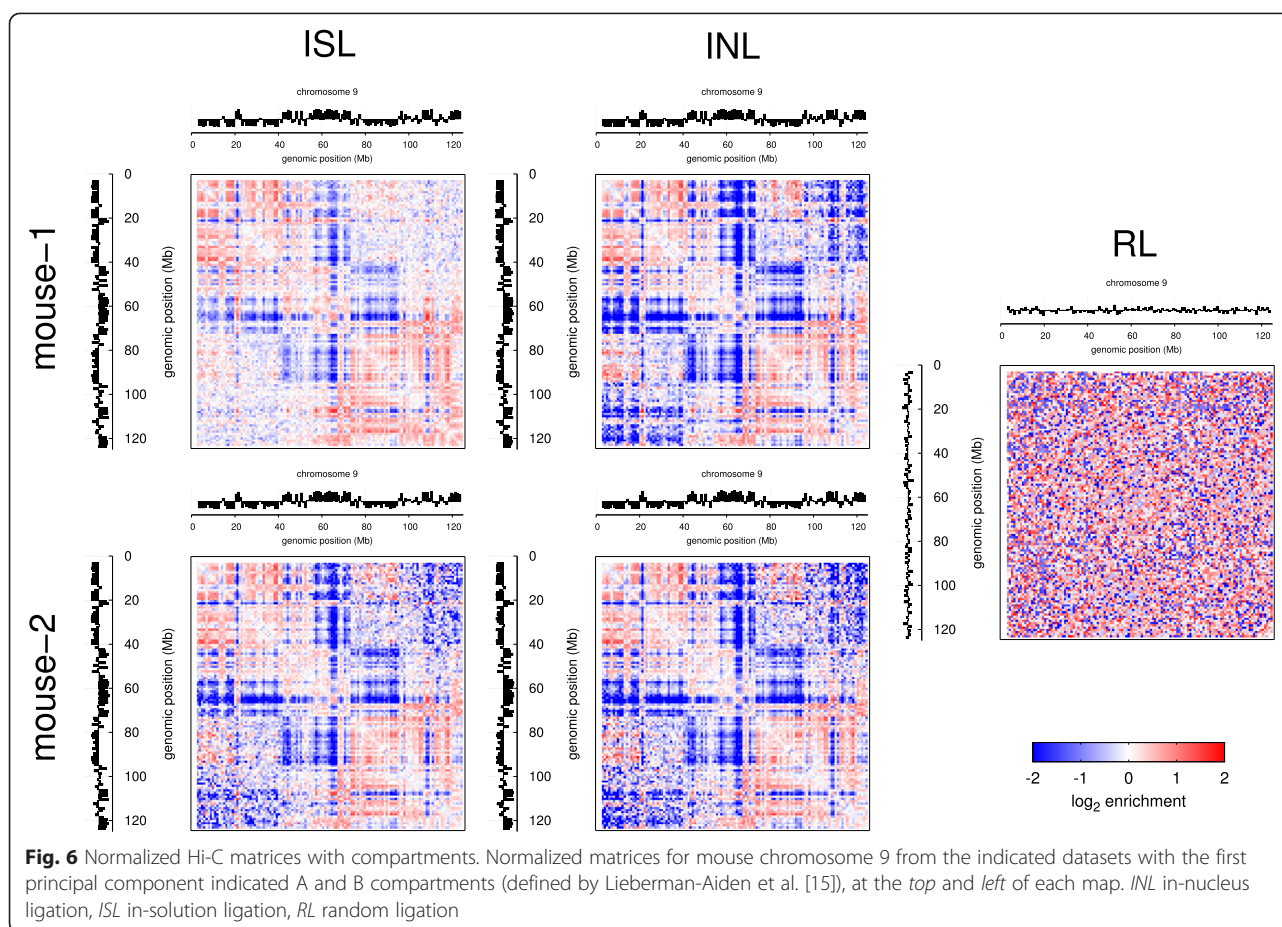 ISL
INL
chromosome 9
chromosome 9
0 20 40 60 80 100 120
genomic position (Mb)
0 20 40 60 80 100 120
genomic position (Mb)
mouse–1
0
20
40
60
80
100
120
genomic position (Mb)
0
20
40
60
80
100
120
genomic position (Mb)
RL
chromosome 9
0 20 40 60 80 100 120
genomic position (Mb)
0
20
40
60
80
100
120
genomic position (Mb)
chromosome 9
chromosome 9
0 20 40 60 80 100 120
genomic position (Mb)
0 20 40 60 80 100 120
genomic position (Mb)
mouse–2
0
20
40
60
80
100
120
genomic position (Mb)
0
20
40
60
80
100
120
genomic position (Mb)
-2 -1 0 1 2
log2 enrichment
Fig. 6 Normalized Hi-C matrices with compartments. Normalized matrices for mouse chromosome 9 from the indicated datasets with the first
principal component indicated A and B compartments (defined by Lieberman-Aiden et al. [15]), at the top and left of each map. INL in-nucleus
ligation, ISL in-solution ligation, RL random ligation